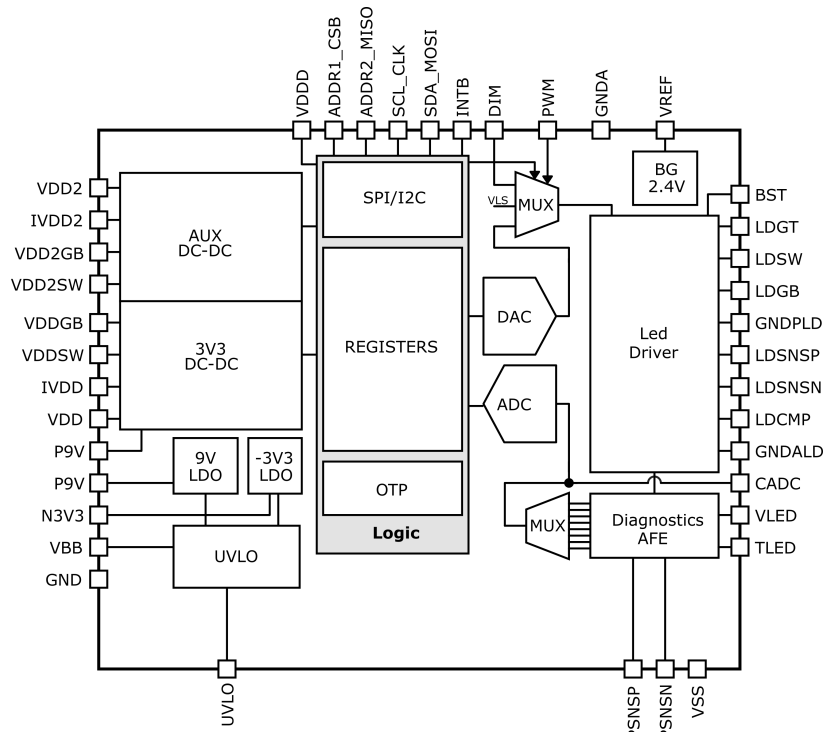 VDDD
ADDR1_CSB
ADDR2_MISO
SCL_CLK
SDA_MOSI
INTB
DIM
PWM
GNDA
VREF
VDD2
IVDD2
VDD2GB
VDD2SW
VDDGB
VDDSW
IVDD
VDD
P9V
P9V
N3V3
VBB
GND
AUX
DC-DC
3V3
DC-DC
9V
LDO
-3V3
LDO
UVLO
SPI/I2C
REGISTERS
OTP
Logic
VLS
MUX
DAC
ADC
MUX
BG
2.4V
Led
Driver
Diagnostics
AFE
BST
LDGT
LDSW
LDGB
GNDPLD
LDSNSP
LDSNSN
LDCMP
GNDALD
CADC
VLED
TLED
UVLO
PSNSP
PSNSN
VSS